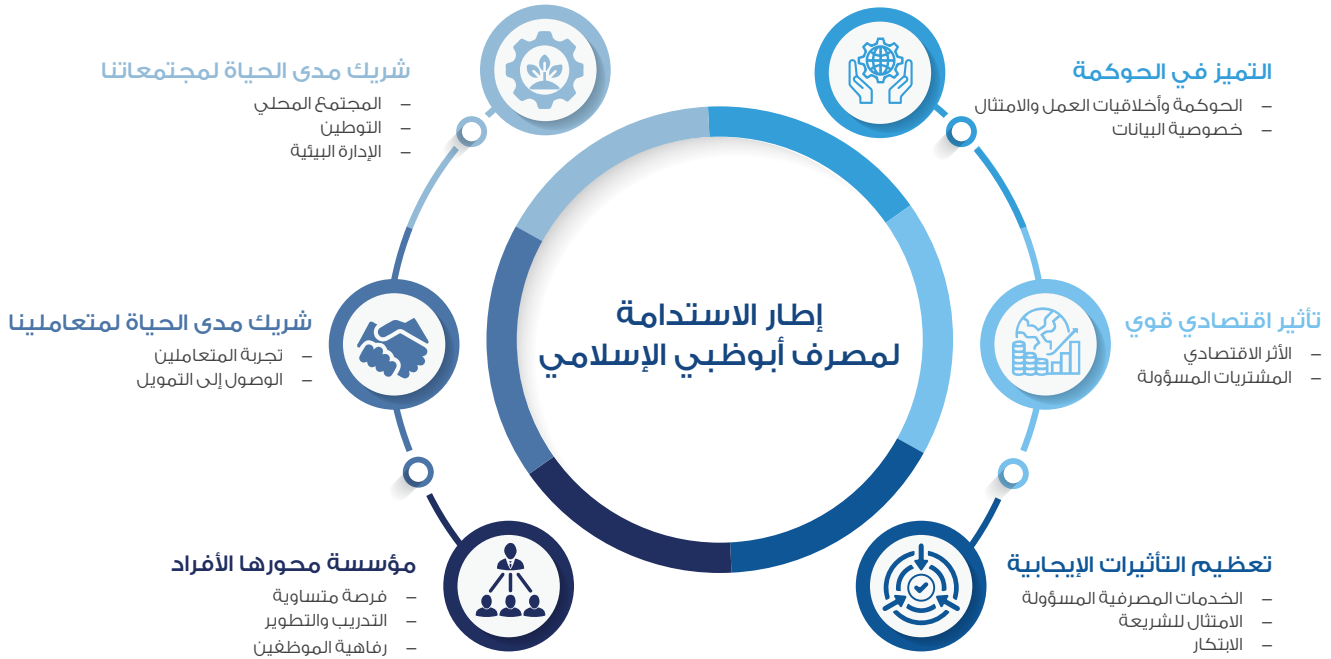 التميز في الحوكمة
– الحوكمة وأخلاقيات العمل والامتثال
– خصوصية البيانات
تأثير اقتصادي قوي
– الأثر الاقتصادي
– المشتريات المسؤولة
تعظيم التأثيرات الإيجابية
– الخدمات المصرفية المسؤولة
– الامتثال للشريعة
– الابتكار
إطار الاستدامة
لمصرف أبوظبي الإسلامي
شريك مدى الحياة لمجتمعاتنا
– المجتمع المحلي
– التوطين
– الإدارة البيئية
شريك مدى الحياة لمتعاملينا
– تجربة المتعاملين
– الوصول إلى التمويل
مؤسسة محورها الأفراد
– فرصة متساوية
– التدريب والتطوير
– رفاهية الموظفين